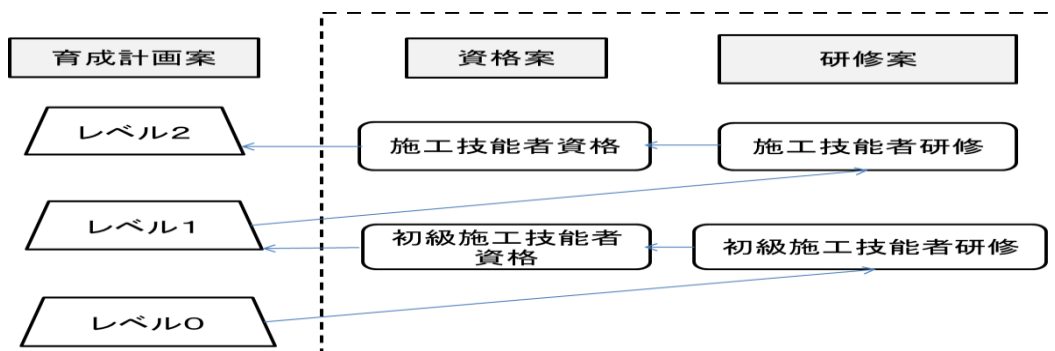 育成計画案
資格案
研修案
レベル2
施工技能者資格
施工技能者研修
レベル1
初級施工技能者
資格
初級施工技能者研修
レベル0